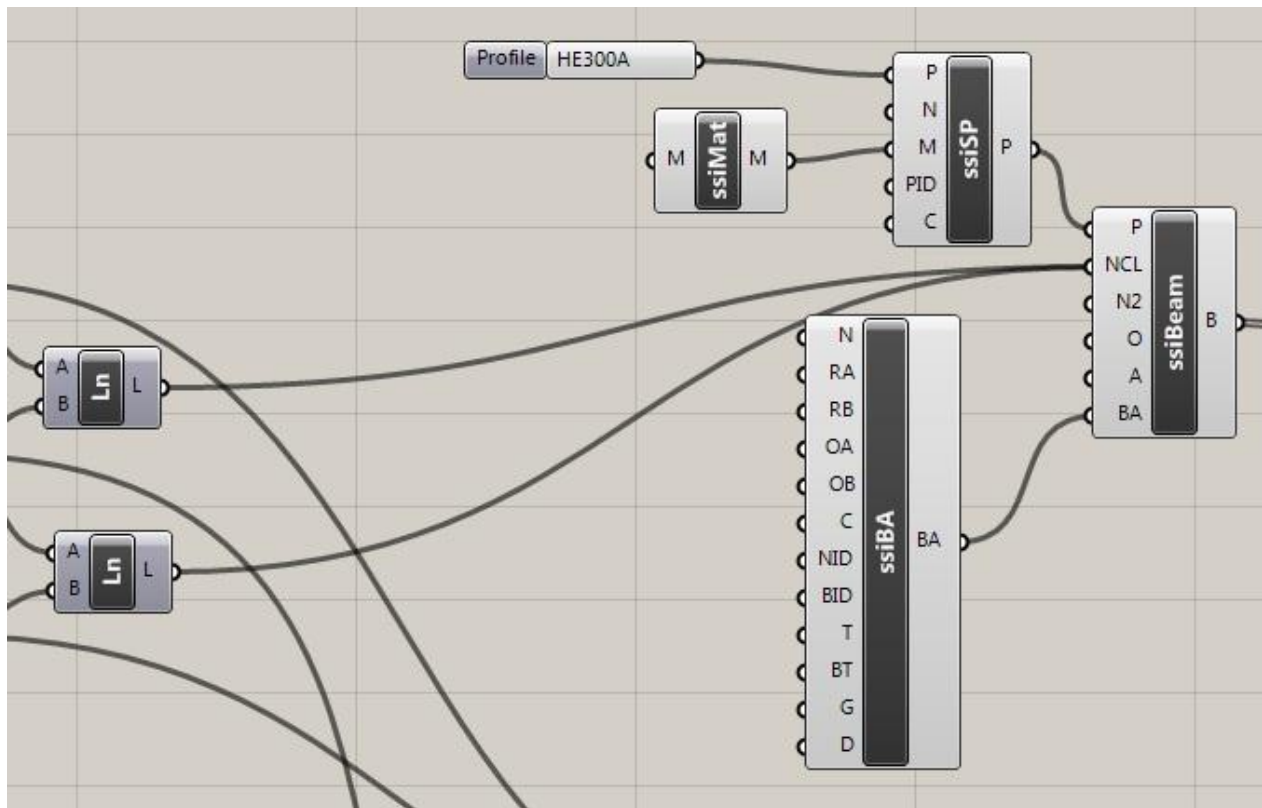 Profile HE300A
P
N
M
PID
C
ssiSP
P
M
ssiMat
M
P
NCL
N2
O
A
BA
ssiBeam
B
A
B
Ln
L
N
RA
RB
OA
OB
C
NID
BID
T
BT
G
D
ssiBA
BA
A
B
Ln
L